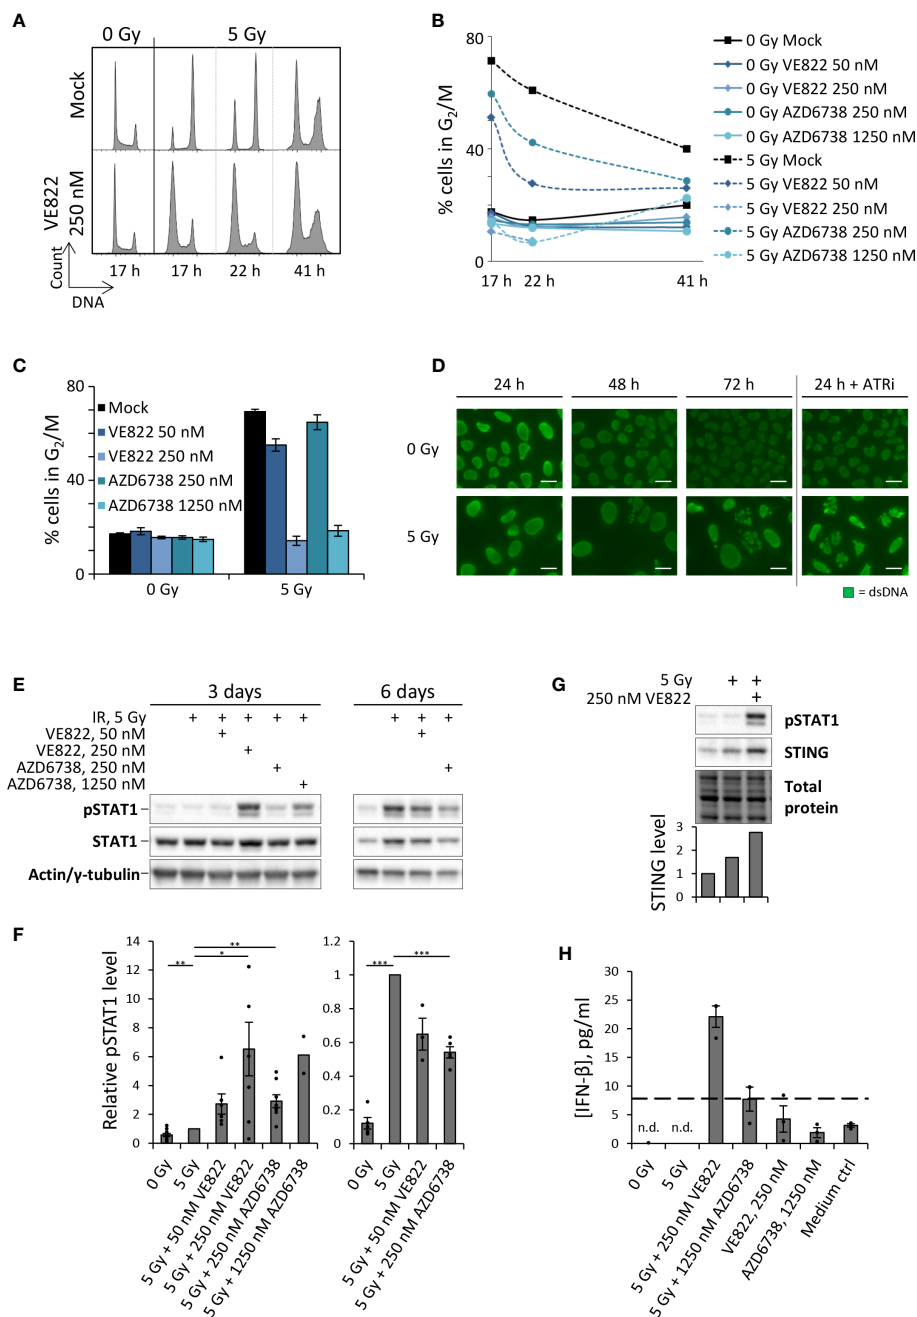 A
0 Gy
5 Gy
Mock
VE822
250 nM
Count
DNA
17 h
17 h
22 h
41 h
B
% cells in G2/M
80
40
0
17 h
22 h
41 h
0 Gy Mock
0 Gy VE822 50 nM
0 Gy VE822 250 nM
0 Gy AZD6738 250 nM
0 Gy AZD6738 1250 nM
5 Gy Mock
5 Gy VE822 50 nM
5 Gy VE822 250 nM
5 Gy AZD6738 250 nM
5 Gy AZD6738 1250 nM
C
% cells in G2/M
80
40
0
Mock
VE822 50 nM
VE822 250 nM
AZD6738 250 nM
AZD6738 1250 nM
0 Gy
5 Gy
D
24 h
48 h
72 h
24 h + ATRi
0 Gy
5 Gy
= dsDNA
E
3 days
6 days
IR, 5 Gy + + + + + + + +
VE822, 50 nM + +
VE822, 250 nM +
AZD6738, 250 nM + +
AZD6738, 1250 nM +
pSTAT1
STAT1
Actin/γ-tubulin
G
5 Gy + +
250 nM VE822 +
pSTAT1
STING
Total
protein
STING level
3
2
1
0
F
Relative pSTAT1 level
14
12
10
8
6
4
2
0
** * **
0 Gy
5 Gy
5 Gy + 50 nM VE822
5 Gy + 250 nM VE822
5 Gy + 250 nM AZD6738
5 Gy + 1250 nM AZD6738
1.2
1
0.8
0.6
0.4
0.2
0
*** ***
0 Gy
5 Gy
5 Gy + 50 nM VE822
5 Gy + 250 nM AZD6738
H
[IFN-β], pg/ml
30
25
20
15
10
5
0
n.d. n.d.
0 Gy
5 Gy
5 Gy + 250 nM VE822
5 Gy + 1250 nM AZD6738
VE822, 250 nM
AZD6738, 1250 nM
Medium ctrl